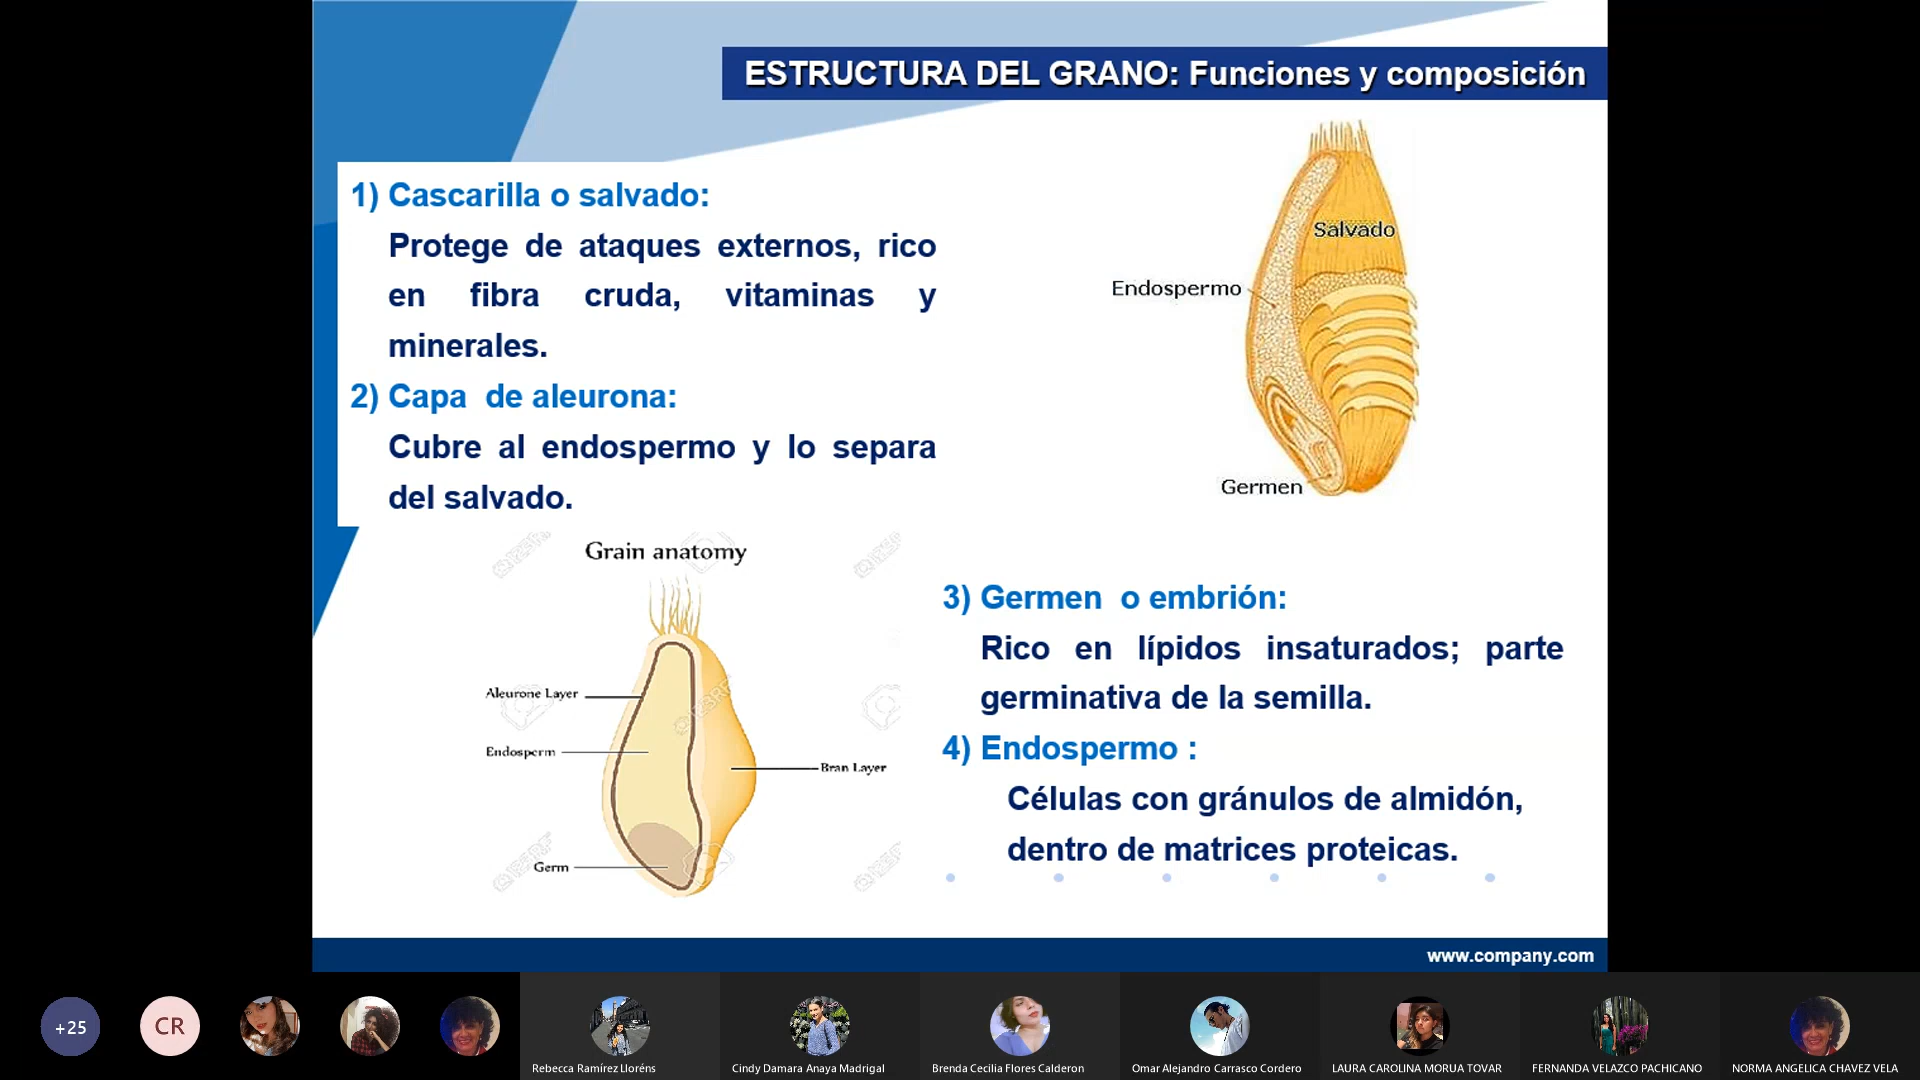 ESTRUCTURA DEL GRANO: Funciones y composición
1) Cascarilla o salvado:
Protege de ataques externos, rico
en fibra cruda, vitaminas y
minerales.
2) Capa de aleurona:
Cubre al endospermo y lo separa
del salvado.
Salvado
Endospermo
Germen
Grain anatomy
Aleurone Layer
Endosperm
Bran Layer
Germ
3) Germen o embrión:
Rico en lípidos insaturados; parte
germinativa de la semilla.
4) Endospermo :
Células con gránulos de almidón,
dentro de matrices proteicas.
www.company.com
+25
CR
Rebecca Ramírez Lloréns
Cindy Damara Anaya Madrigal
Brenda Cecilia Flores Calderon
Omar Alejandro Carrasco Cordero
LAURA CAROLINA MORUA TOVAR
FERNANDA VELAZCO PACHICANO
NORMA ANGELICA CHAVEZ VELA